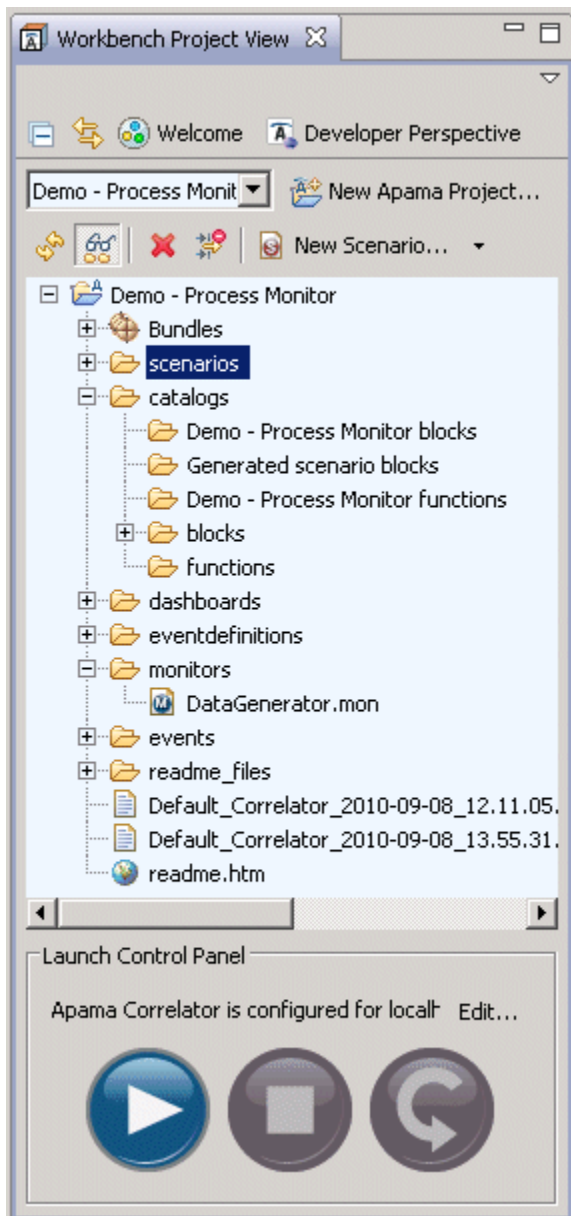 Workbench Project View
Welcome Developer Perspective
Demo - Process Monit New Apama Project...
New Scenario...
Demo - Process Monitor
Bundles
scenarios
catalogs
Demo - Process Monitor blocks
Generated scenario blocks
Demo - Process Monitor functions
blocks
functions
dashboards
eventdefinitions
monitors
DataGenerator.mon
events
readme_files
Default_Correlator_2010-09-08_12.11.05.
Default_Correlator_2010-09-08_13.55.31.
readme.htm
Launch Control Panel
Apama Correlator is configured for localh Edit...